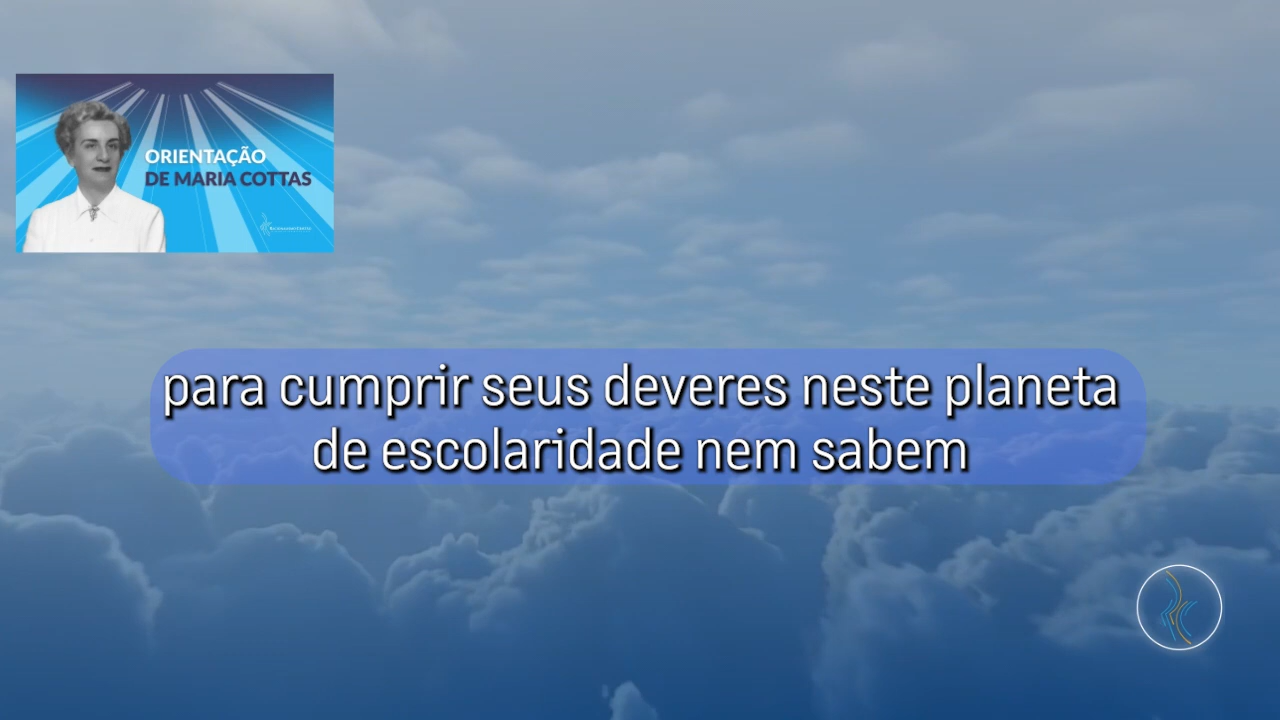 ORIENTAÇÃO
DE MARIA COTTAS
para cumprir seus deveres neste planeta
de escolaridade nem sabem